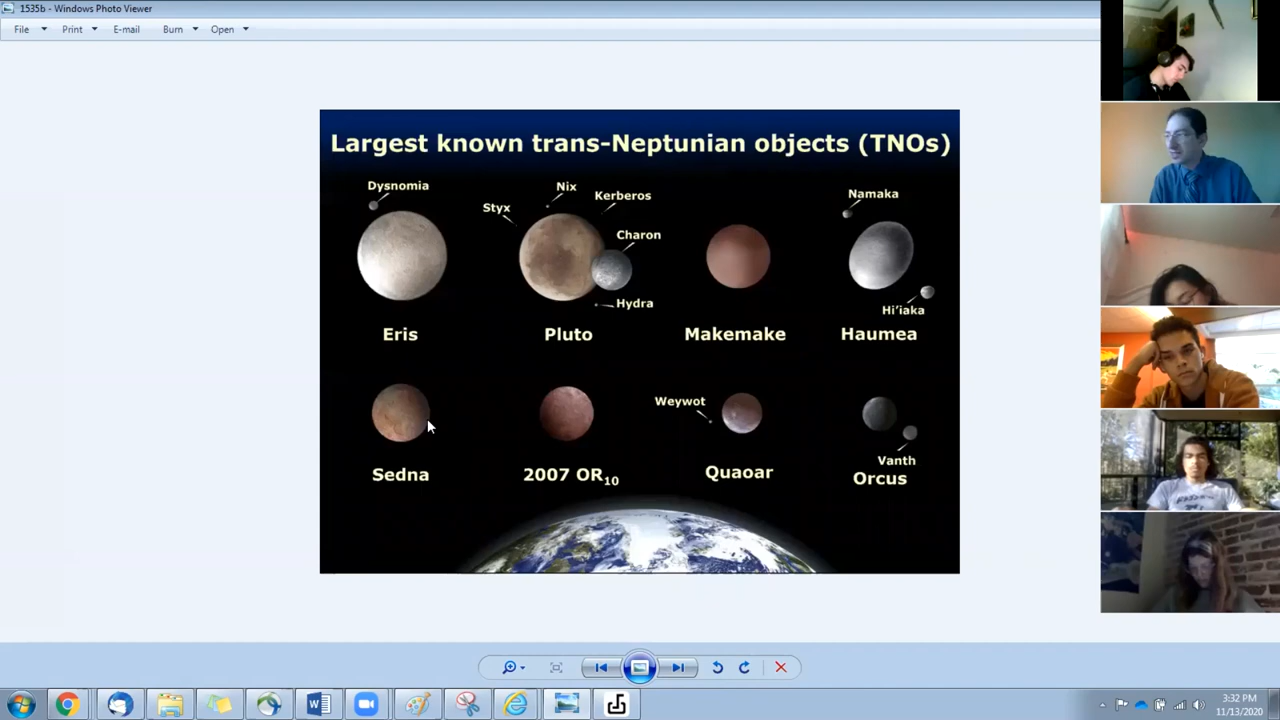 1535b - Windows Photo Viewer
File Print E-mail Burn Open
Largest known trans-Neptunian objects (TNOs)
Dysnomia
Nix
Kerberos
Styx
Charon
Hydra
Namaka
Hi'iaka
Eris Pluto Makemake Haumea
Weywot
Vanth
Sedna 2007 OR10 Quaoar Orcus
3:32 PM
11/13/2020